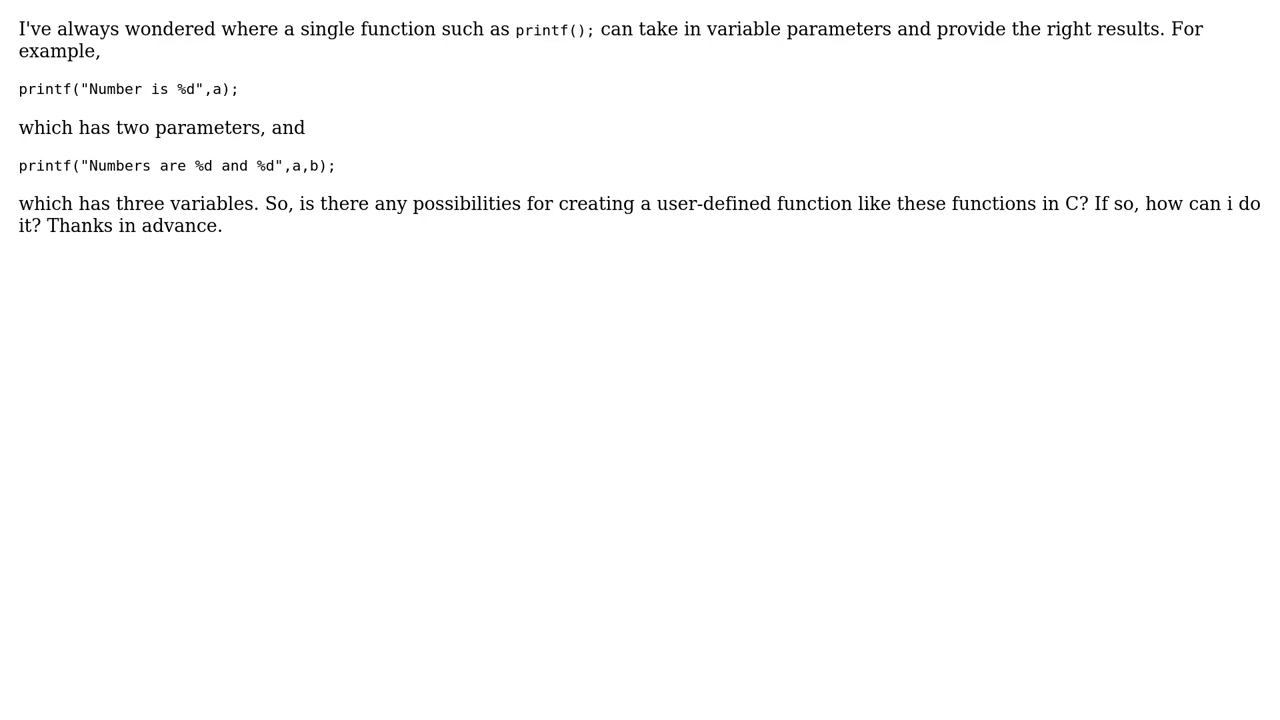 I've always wondered where a single function such as printf(); can take in variable parameters and provide the right results. For
example,
printf("Number is %d",a);
which has two parameters, and
printf("Numbers are %d and %d",a,b);
which has three variables. So, is there any possibilities for creating a user-defined function like these functions in C? If so, how can i do
it? Thanks in advance.